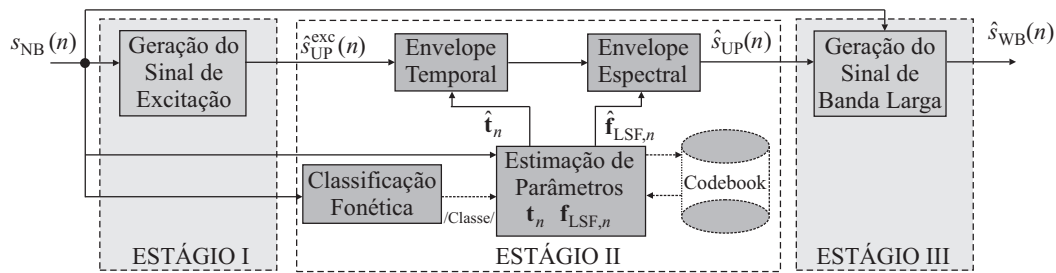 s_NB(n)
Geração do
Sinal de
Excitação
ŝ_UP^exc(n)
Envelope
Temporal
Envelope
Espectral
ŝ_UP(n)
Geração do
Sinal de
Banda Larga
ŝ_WB(n)
t̂_n
f̂_LSF,n
Classificação
Fonética
/Classe/
Estimação de
Parâmetros
t_n f_LSF,n
Codebook
ESTÁGIO I
ESTÁGIO II
ESTÁGIO III